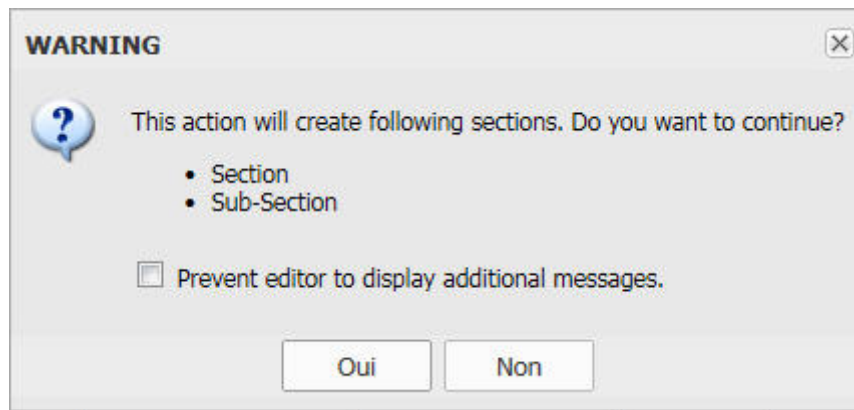 WARNING
This action will create following sections. Do you want to continue?
• Section
• Sub-Section
Prevent editor to display additional messages.
Oui
Non